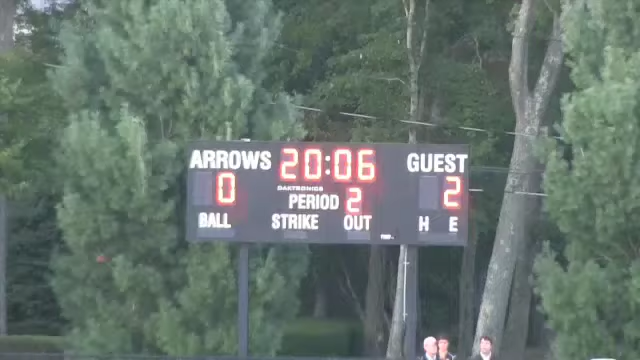 ARROWS 20:06 GUEST
DAKTRONICS
0 PERIOD 2 2
BALL STRIKE OUT H E